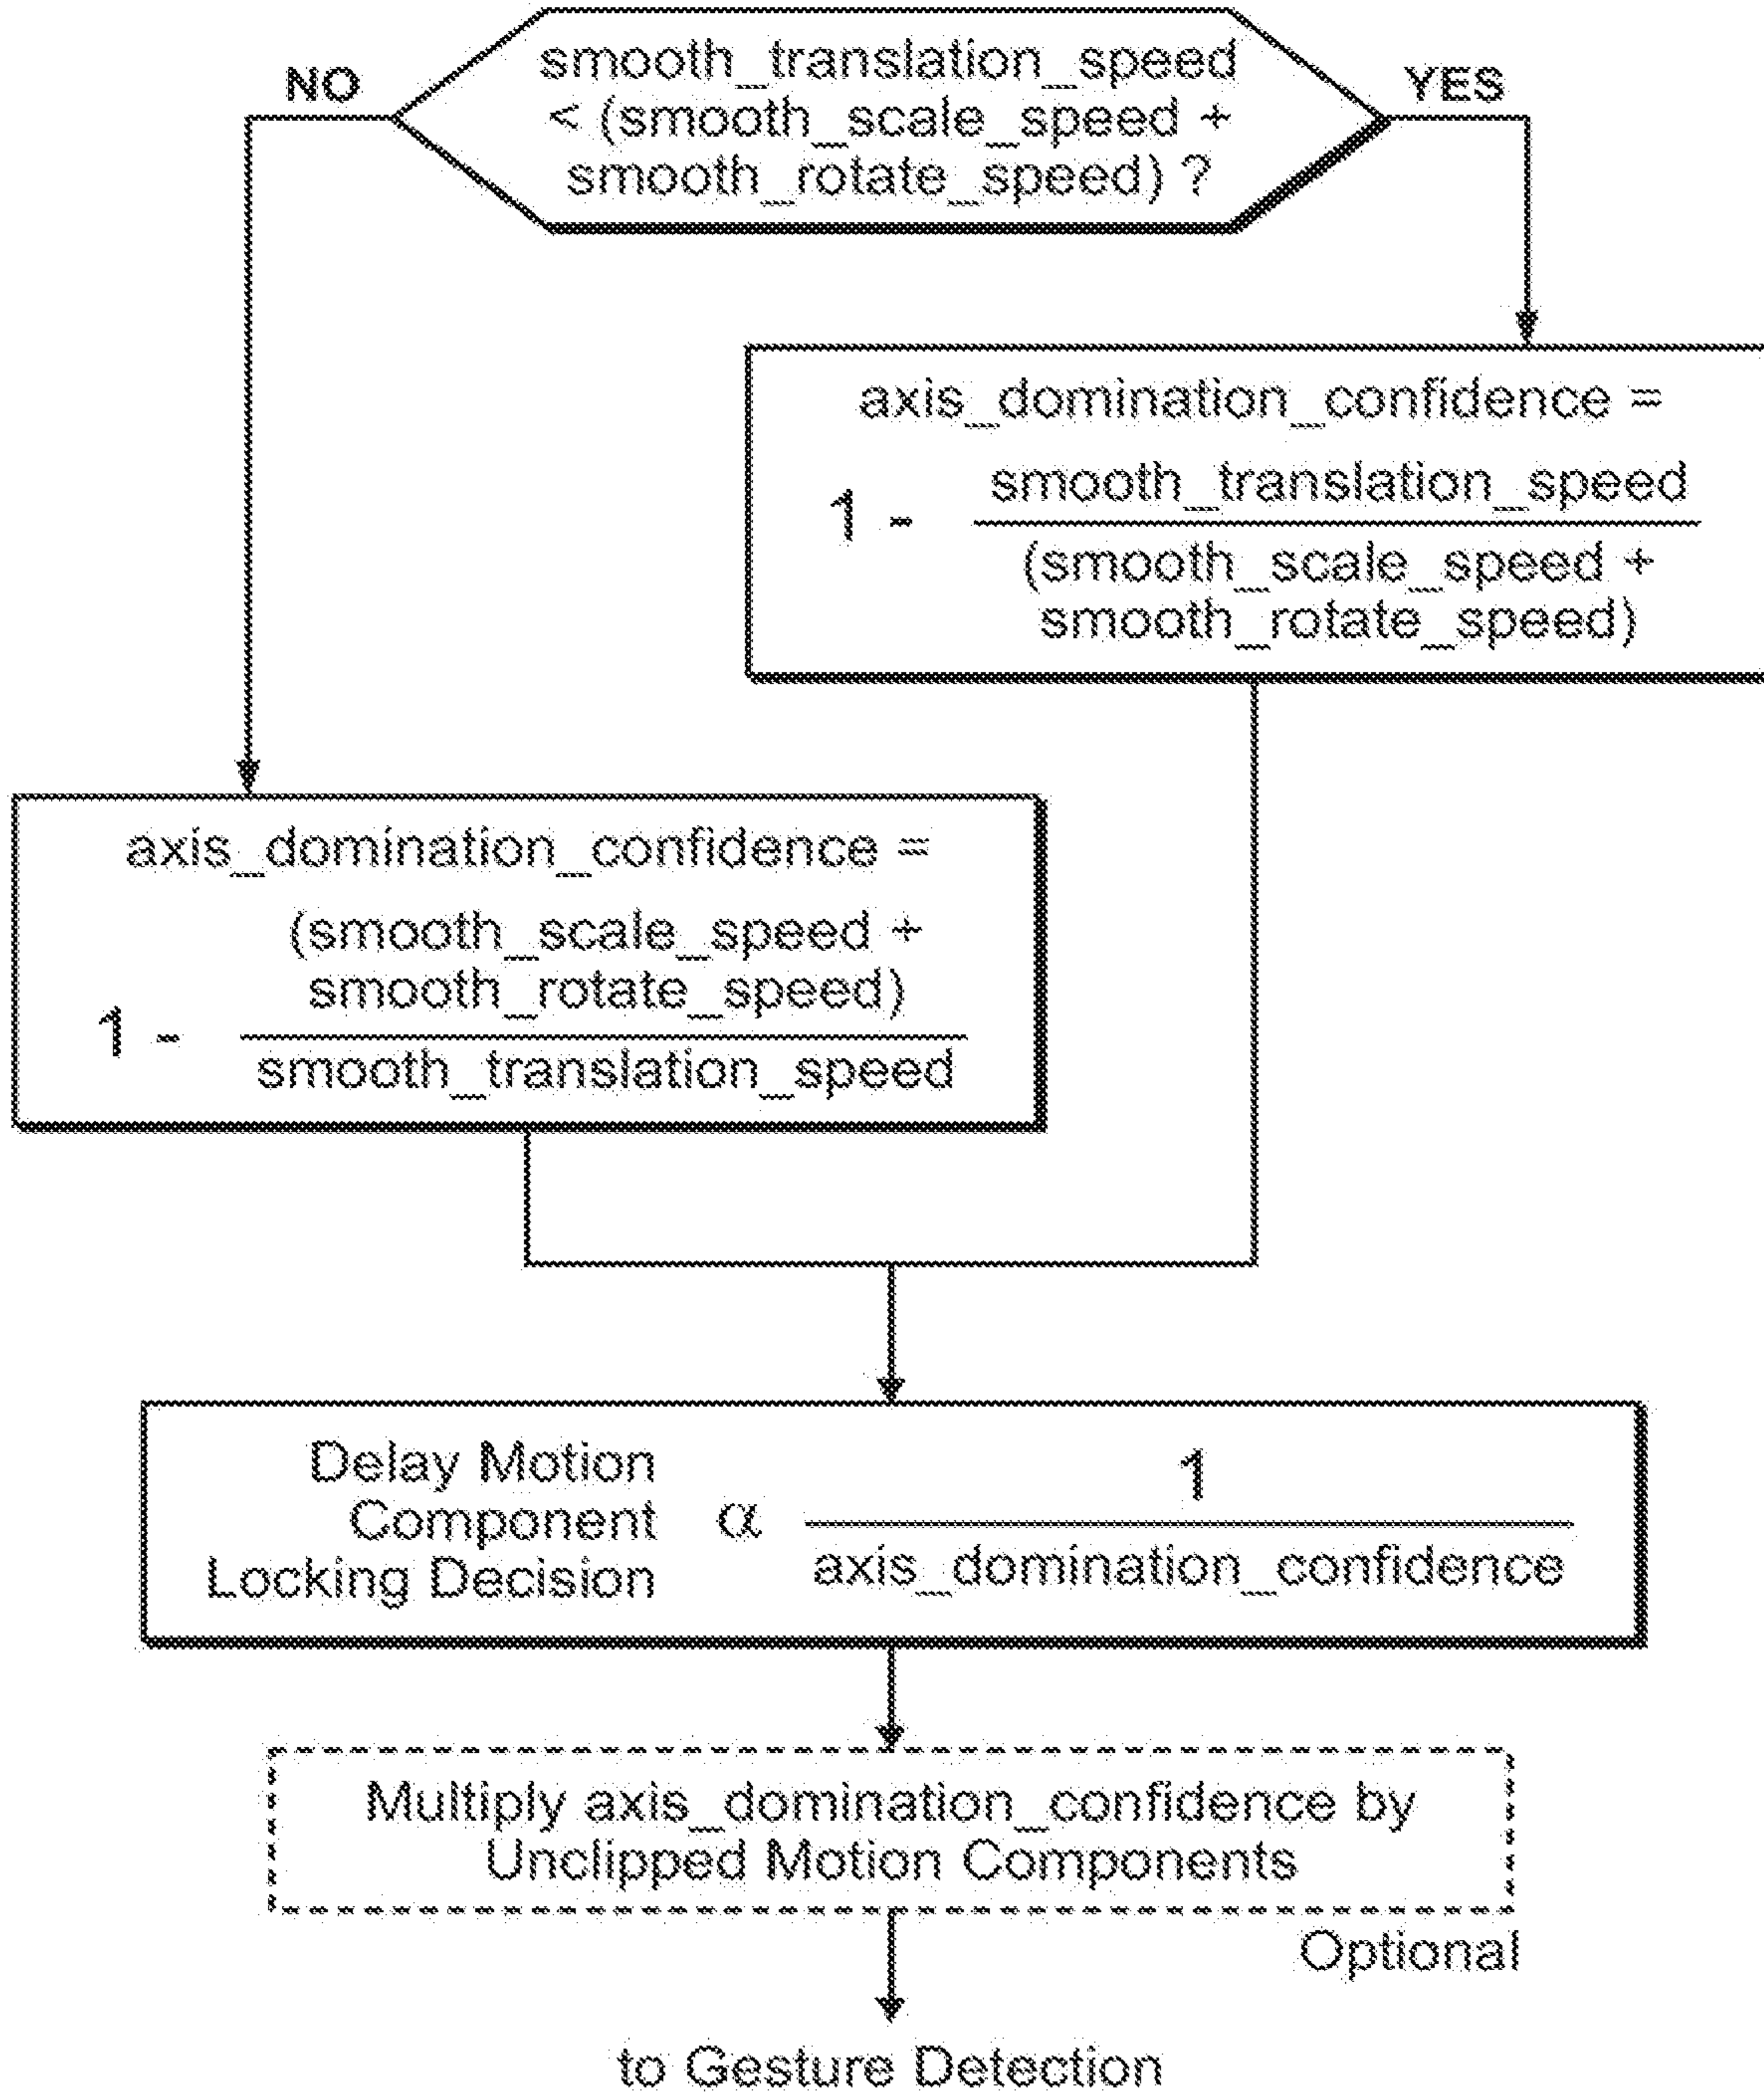 smooth_translation_speed
< (smooth_scale_speed +
smooth_rotate_speed) ?
NO
YES
axis_domination_confidence =
smooth_translation_speed
1 -
(smooth_scale_speed +
smooth_rotate_speed)
axis_domination_confidence =
(smooth_scale_speed +
smooth_rotate_speed)
1 -
smooth_translation_speed
Delay Motion
Component
Locking Decision
α
1
axis_domination_confidence
Multiply axis_domination_confidence by
Unclipped Motion Components
Optional
to Gesture Detection